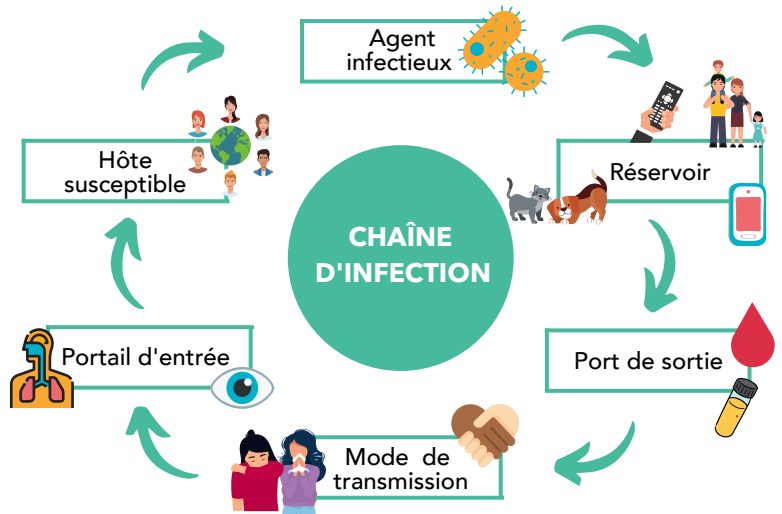 Agent
infectieux
Réservoir
Port de sortie
Mode de
transmission
Portail d'entrée
Hôte
susceptible
CHAÎNE
D'INFECTION